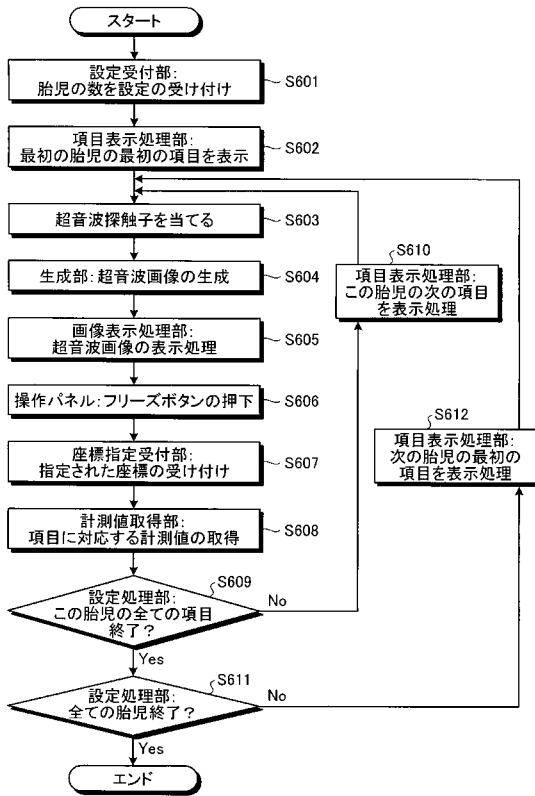 スタート
設定受付部:
胎児の数を設定の受け付け
S601
項目表示処理部:
最初の胎児の最初の項目を表示
S602
超音波探触子を当てる
S603
生成部:超音波画像の生成
S604
画像表示処理部:
超音波画像の表示処理
S605
操作パネル:フリーズボタンの押下
S606
座標指定受付部:
指定された座標の受け付け
S607
計測値取得部:
項目に対応する計測値の取得
S608
設定処理部:
この胎児の全ての項目
終了?
S609
No
Yes
S610
項目表示処理部:
この胎児の次の項目
を表示処理
設定処理部:
全ての胎児終了?
S611
No
Yes
S612
項目表示処理部:
次の胎児の最初の
項目を表示処理
エンド